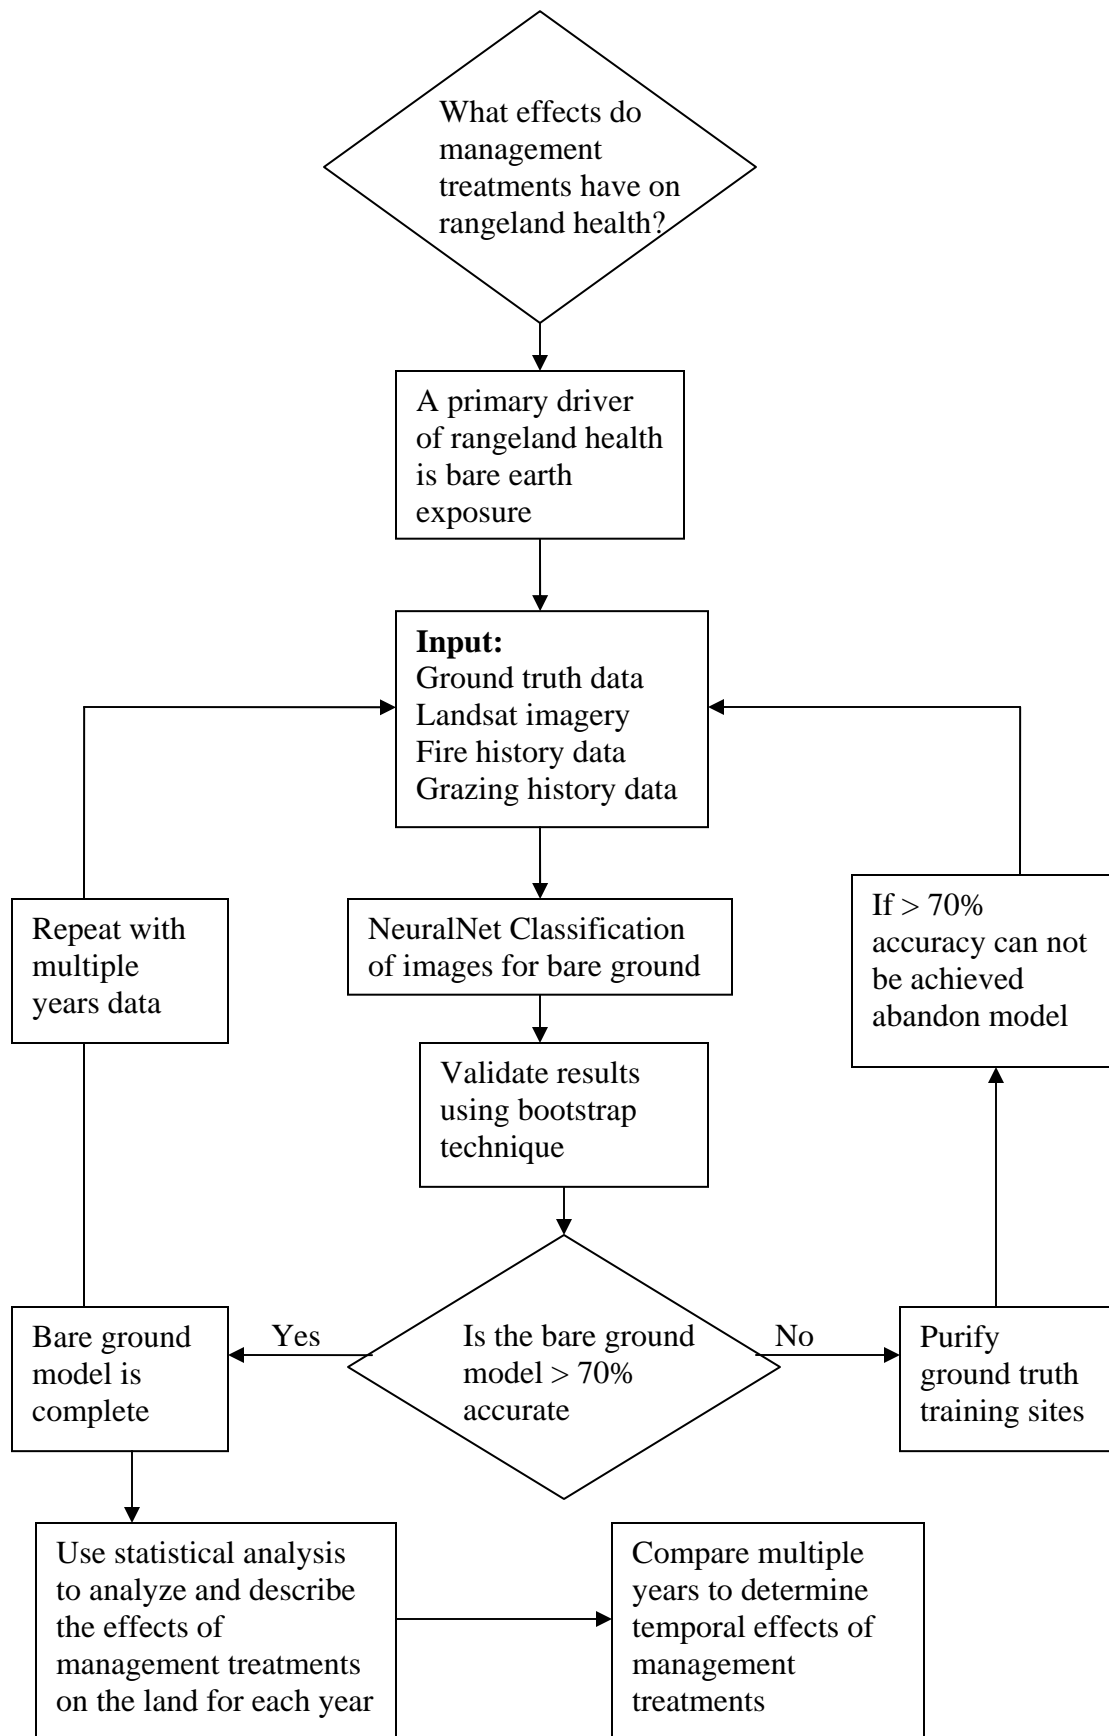 What effects do
management
treatments have on
rangeland health?
A primary driver
of rangeland health
is bare earth
exposure
Input:
Ground truth data
Landsat imagery
Fire history data
Grazing history data
Repeat with
multiple
years data
NeuralNet Classification
of images for bare ground
If > 70%
accuracy can not
be achieved
abandon model
Validate results
using bootstrap
technique
Bare ground
model is
complete
Yes
Is the bare ground
model > 70%
accurate
No
Purify
ground truth
training sites
Use statistical analysis
to analyze and describe
the effects of
management treatments
on the land for each year
Compare multiple
years to determine
temporal effects of
management
treatments